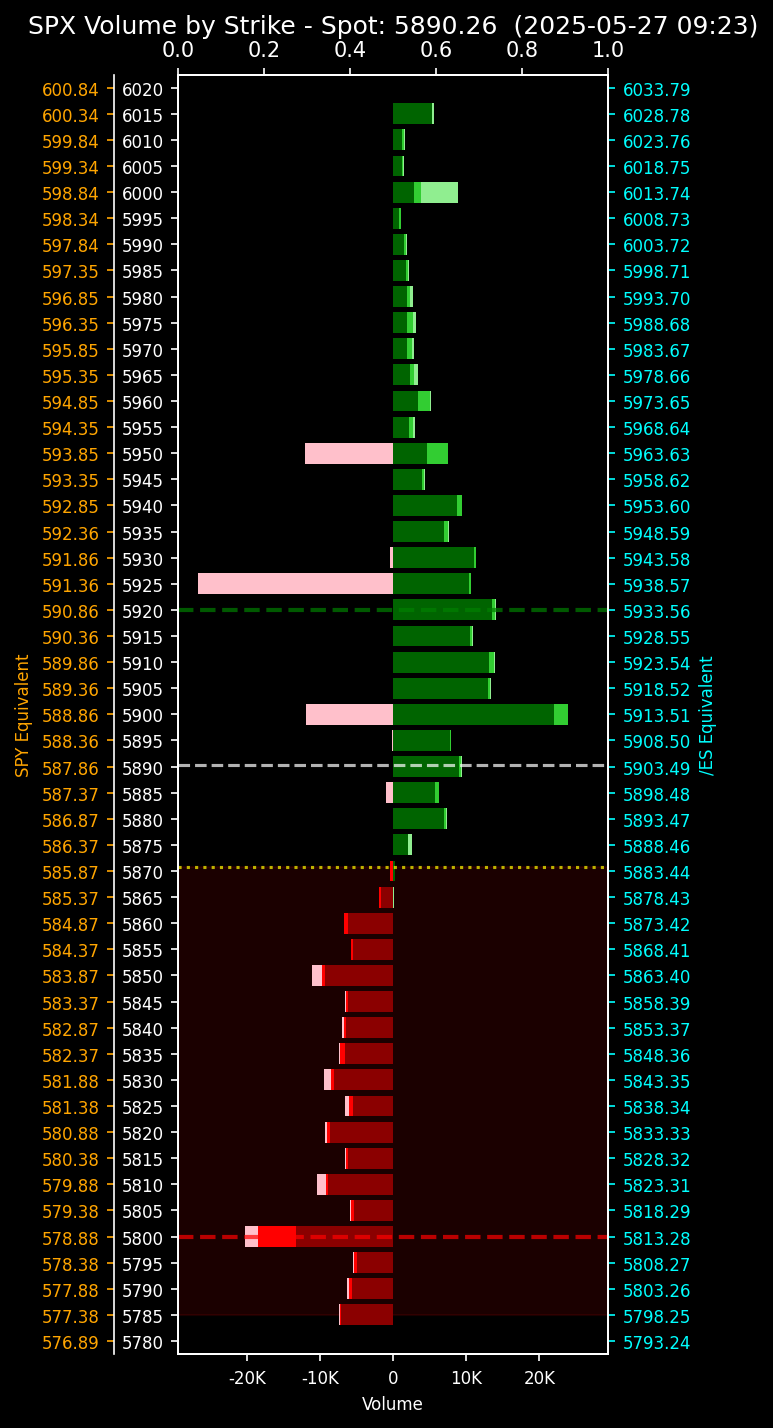 SPX Volume by Strike - Spot: 5890.26  (2025-05-27 09:23)
0.0 0.2 0.4 0.6 0.8 1.0
600.84 6020 6033.79
600.34 6015 6028.78
599.84 6010 6023.76
599.34 6005 6018.75
598.84 6000 6013.74
598.34 5995 6008.73
597.84 5990 6003.72
597.35 5985 5998.71
596.85 5980 5993.70
596.35 5975 5988.68
595.85 5970 5983.67
595.35 5965 5978.66
594.85 5960 5973.65
594.35 5955 5968.64
593.85 5950 5963.63
593.35 5945 5958.62
592.85 5940 5953.60
592.36 5935 5948.59
591.86 5930 5943.58
591.36 5925 5938.57
590.86 5920 5933.56
590.36 5915 5928.55
589.86 5910 5923.54
589.36 5905 5918.52
588.86 5900 5913.51
588.36 5895 5908.50
587.86 5890 5903.49
587.37 5885 5898.48
586.87 5880 5893.47
586.37 5875 5888.46
585.87 5870 5883.44
585.37 5865 5878.43
584.87 5860 5873.42
584.37 5855 5868.41
583.87 5850 5863.40
583.37 5845 5858.39
582.87 5840 5853.37
582.37 5835 5848.36
581.88 5830 5843.35
581.38 5825 5838.34
580.88 5820 5833.33
580.38 5815 5828.32
579.88 5810 5823.31
579.38 5805 5818.29
578.88 5800 5813.28
578.38 5795 5808.27
577.88 5790 5803.26
577.38 5785 5798.25
576.89 5780 5793.24
SPY Equivalent
/ES Equivalent
-20K -10K 0 10K 20K
Volume